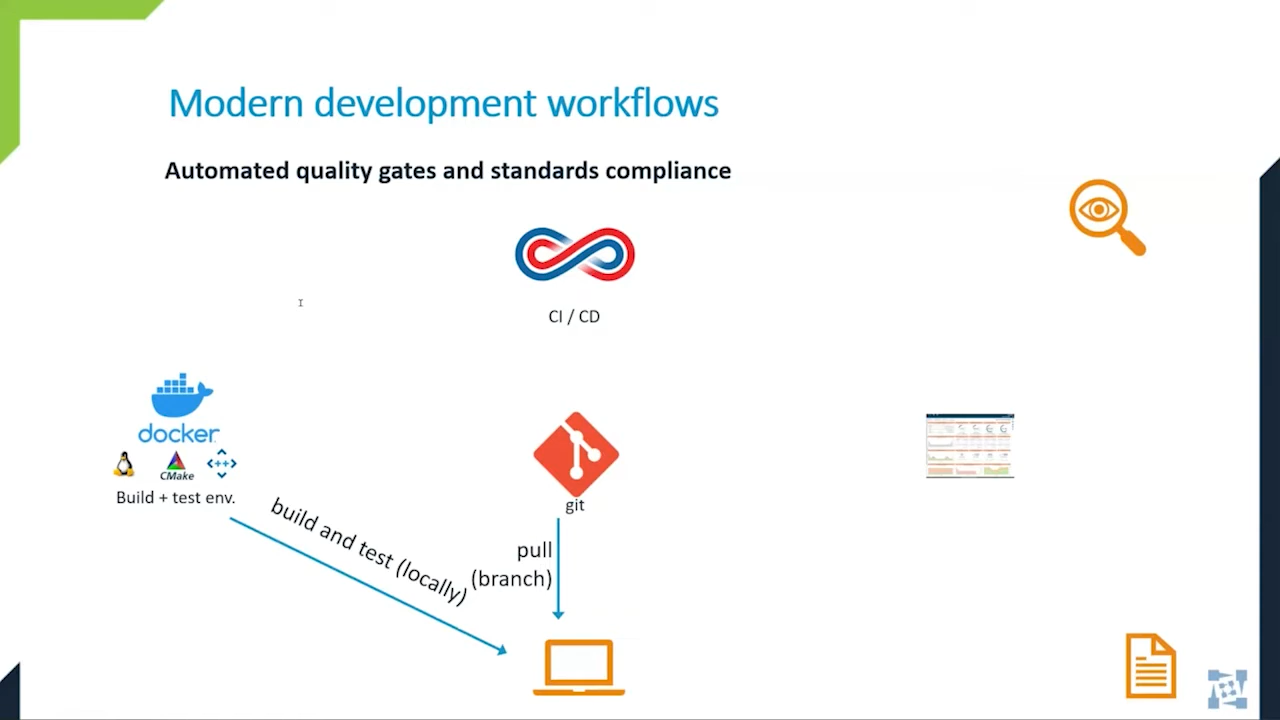 Modern development workflows
Automated quality gates and standards compliance
CI / CD
docker
CMake
++
Build + test env.
git
build and test (locally)
pull
(branch)